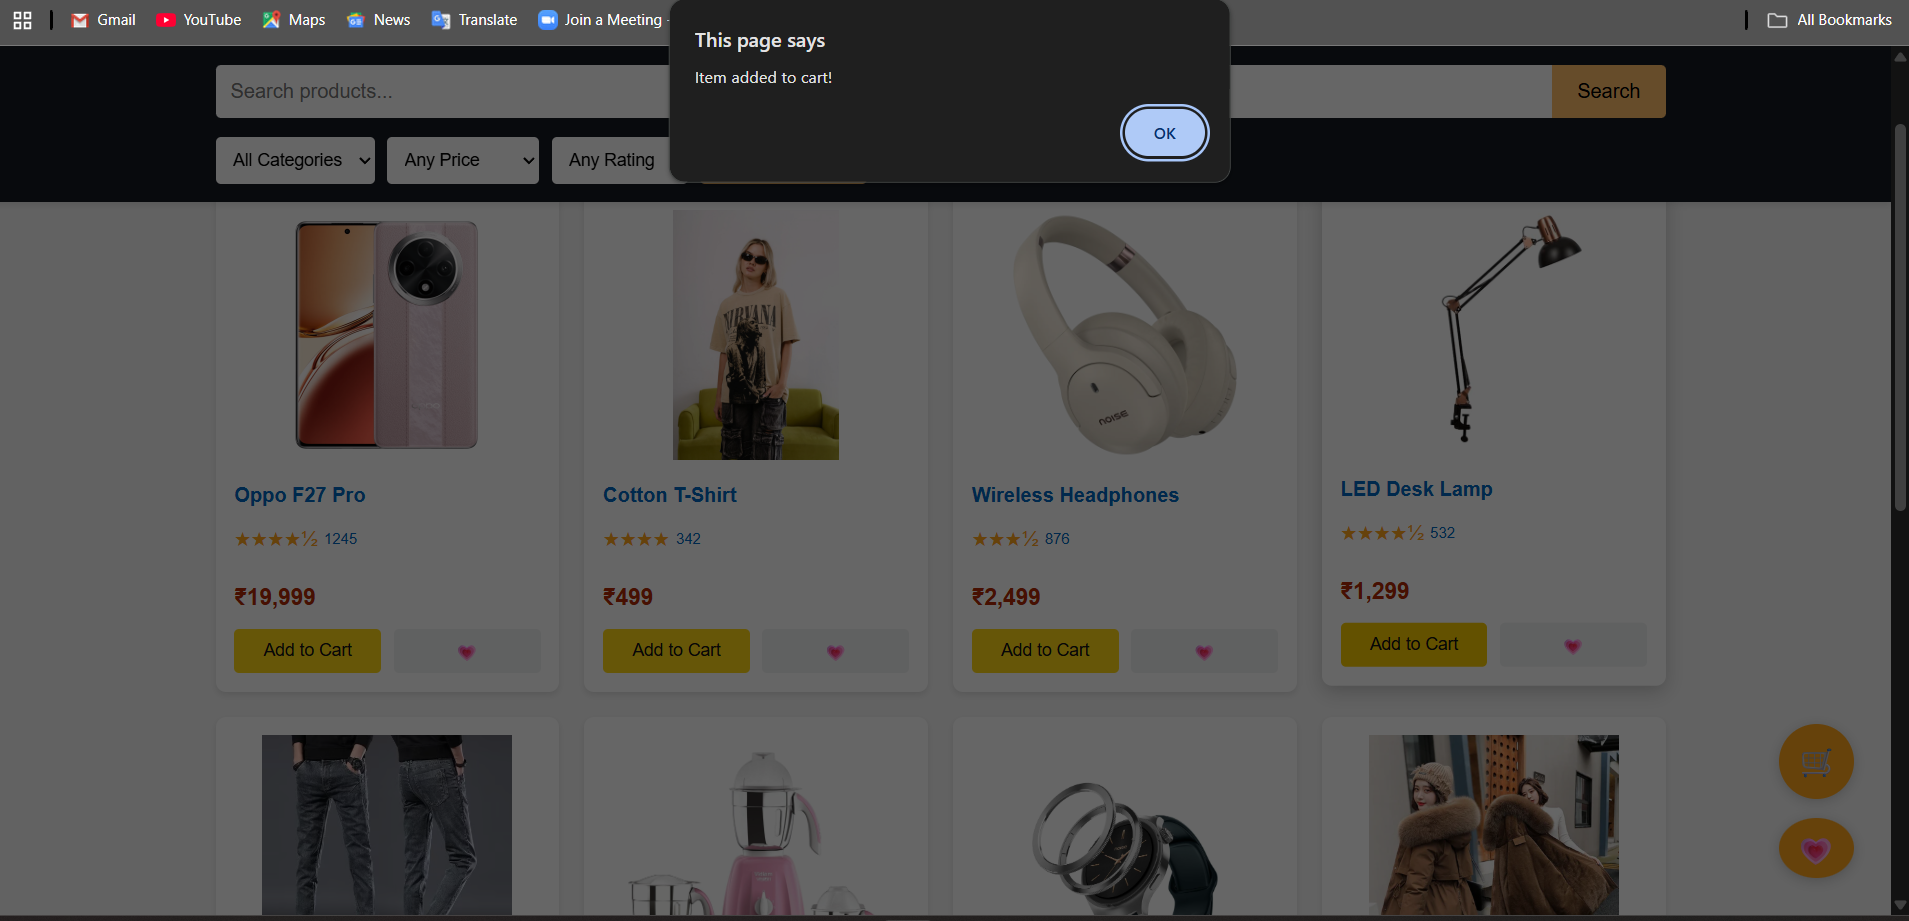 Gmail
YouTube
Maps
News
Translate
Join a Meeting
All Bookmarks
This page says
Item added to cart!
OK
Search products...
Search
All Categories
Any Price
Any Rating
NIRVANA
noise
Oppo F27 Pro
★★★★½ 1245
₹19,999
Add to Cart
Cotton T-Shirt
★★★★ 342
₹499
Add to Cart
Wireless Headphones
★★★½ 876
₹2,499
Add to Cart
LED Desk Lamp
★★★★½ 532
₹1,299
Add to Cart